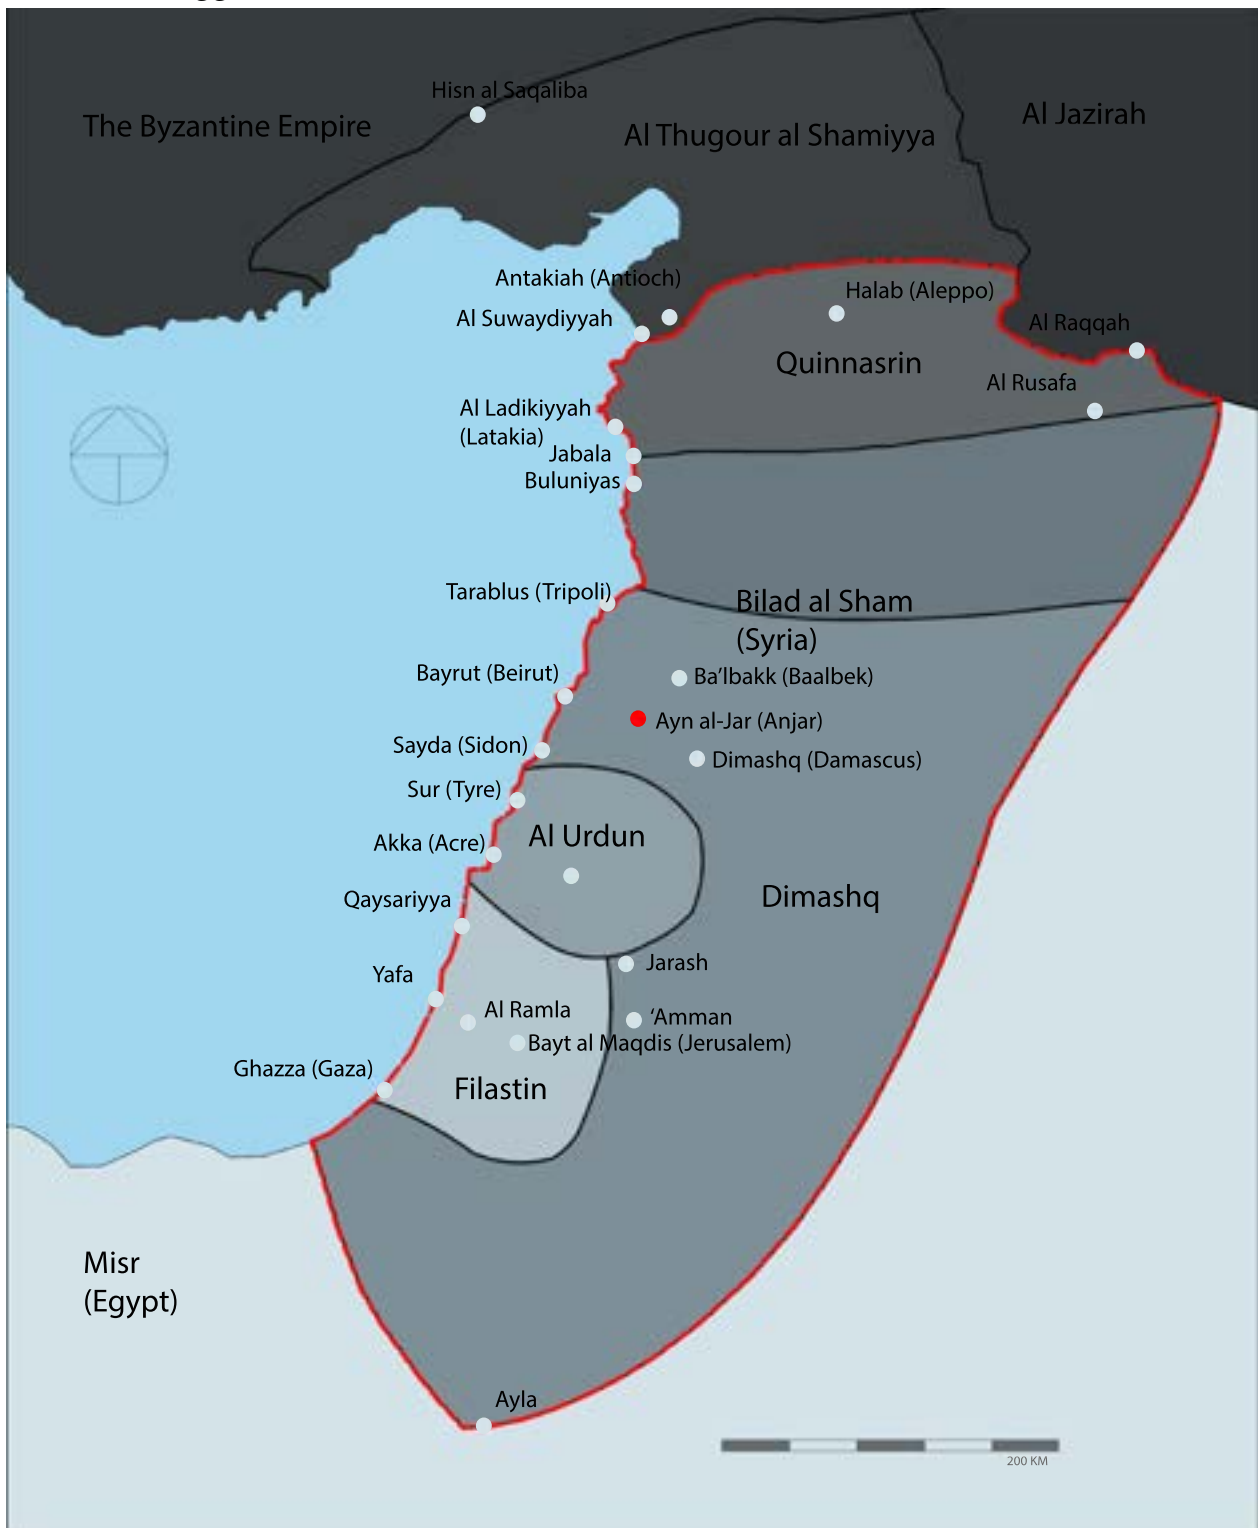 Hisn al Saqaliba
The Byzantine Empire
Al Thugour al Shamiyya
Al Jazirah
Antakiah (Antioch)
Halab (Aleppo)
Al Suwaydiyyah
Al Raqqah
Quinnasrin
Al Rusafa
Al Ladikiyyah
(Latakia)
Jabala
Buluniyas
Tarablus (Tripoli)
Bilad al Sham
(Syria)
Bayrut (Beirut)
Ba’lbakk (Baalbek)
Ayn al-Jar (Anjar)
Sayda (Sidon)
Dimashq (Damascus)
Sur (Tyre)
Al Urdun
Akka (Acre)
Qaysariyya
Dimashq
Jarash
Yafa
Al Ramla
‘Amman
Bayt al Maqdis (Jerusalem)
Ghazza (Gaza)
Filastin
Misr
(Egypt)
Ayla
200 KM